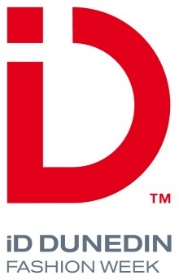 iD
TM
iD DUNEDIN
FASHION WEEK